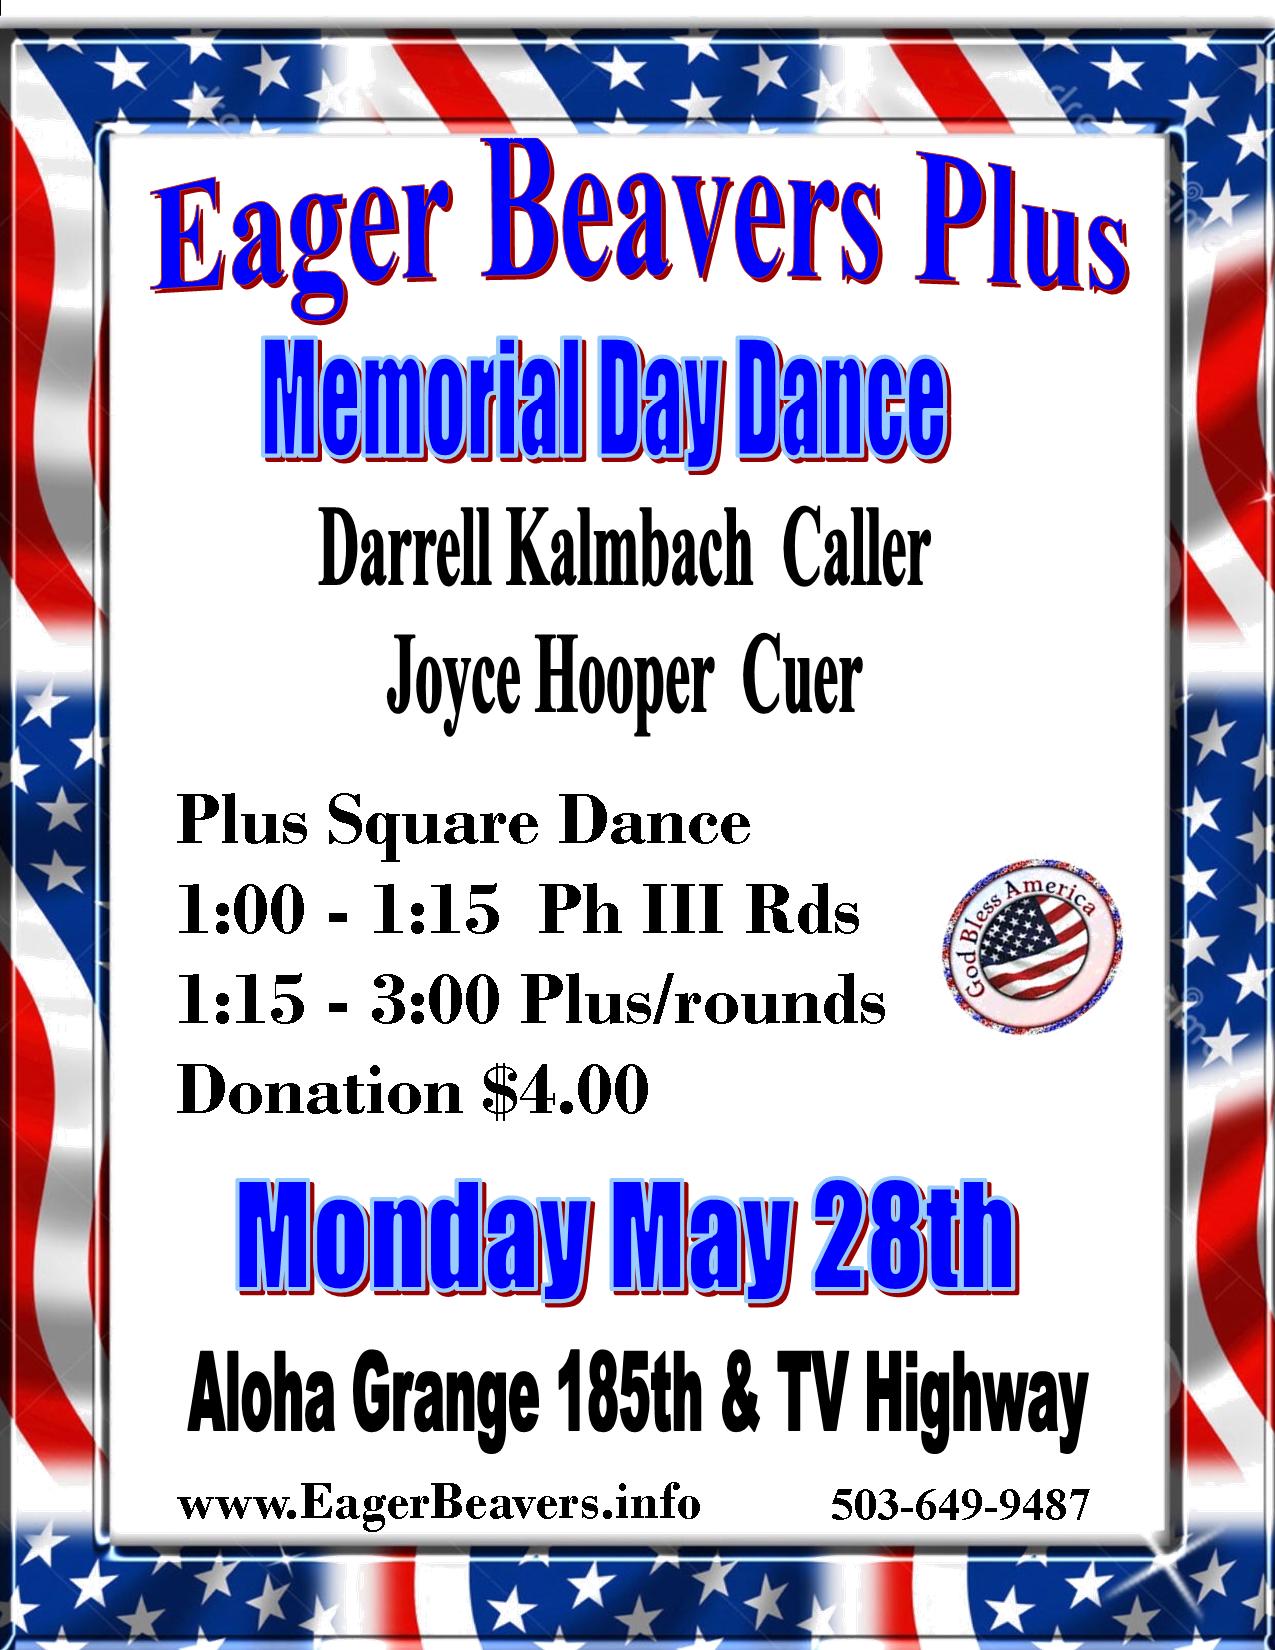 Eager Beavers Plus
Memorial Day Dance
Darrell Kalmbach Caller
Joyce Hooper Cuer
Plus Square Dance
1:00 - 1:15 Ph III Rds
God Bless America
1:15 - 3:00 Plus/rounds
Donation $4.00
Monday May 28th
Aloha Grange 185th & TV Highway
www.EagerBeavers.info 503-649-9487